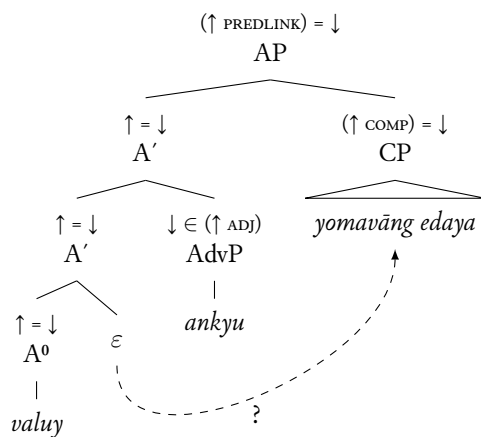 (↑ PREDLINK) = ↓
AP
↑ = ↓ (↑ COMP) = ↓
A′ CP
↑ = ↓ ↓ ∈ (↑ ADJ) yomavāng edaya
A′ AdvP
↑ = ↓ ε ankyu
A⁰
valuy ?